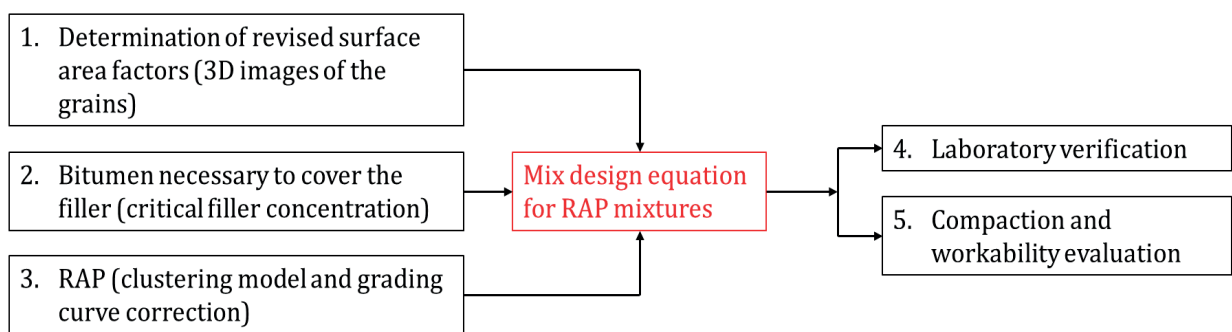 1. Determination of revised surface
area factors (3D images of the
grains)
2. Bitumen necessary to cover the
filler (critical filler concentration)
3. RAP (clustering model and grading
curve correction)
Mix design equation
for RAP mixtures
4. Laboratory verification
5. Compaction and
workability evaluation